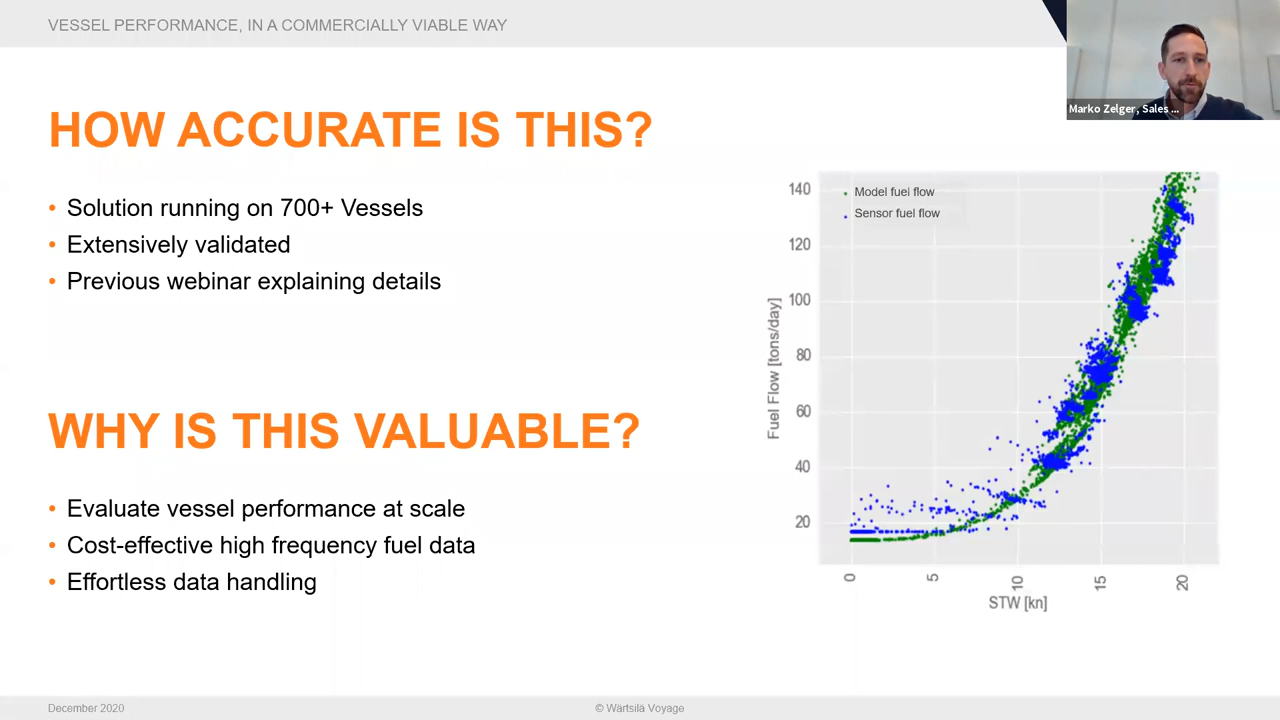 VESSEL PERFORMANCE, IN A COMMERCIALLY VIABLE WAY
Marko Zelger, Sales ...
HOW ACCURATE IS THIS?
• Solution running on 700+ Vessels
• Extensively validated
• Previous webinar explaining details
WHY IS THIS VALUABLE?
• Evaluate vessel performance at scale
• Cost-effective high frequency fuel data
• Effortless data handling
Model fuel flow
Sensor fuel flow
Fuel Flow [tons/day]
140
120
100
80
60
40
20
0
5
10
15
20
STW [kn]
December 2020
© Wärtsilä Voyage